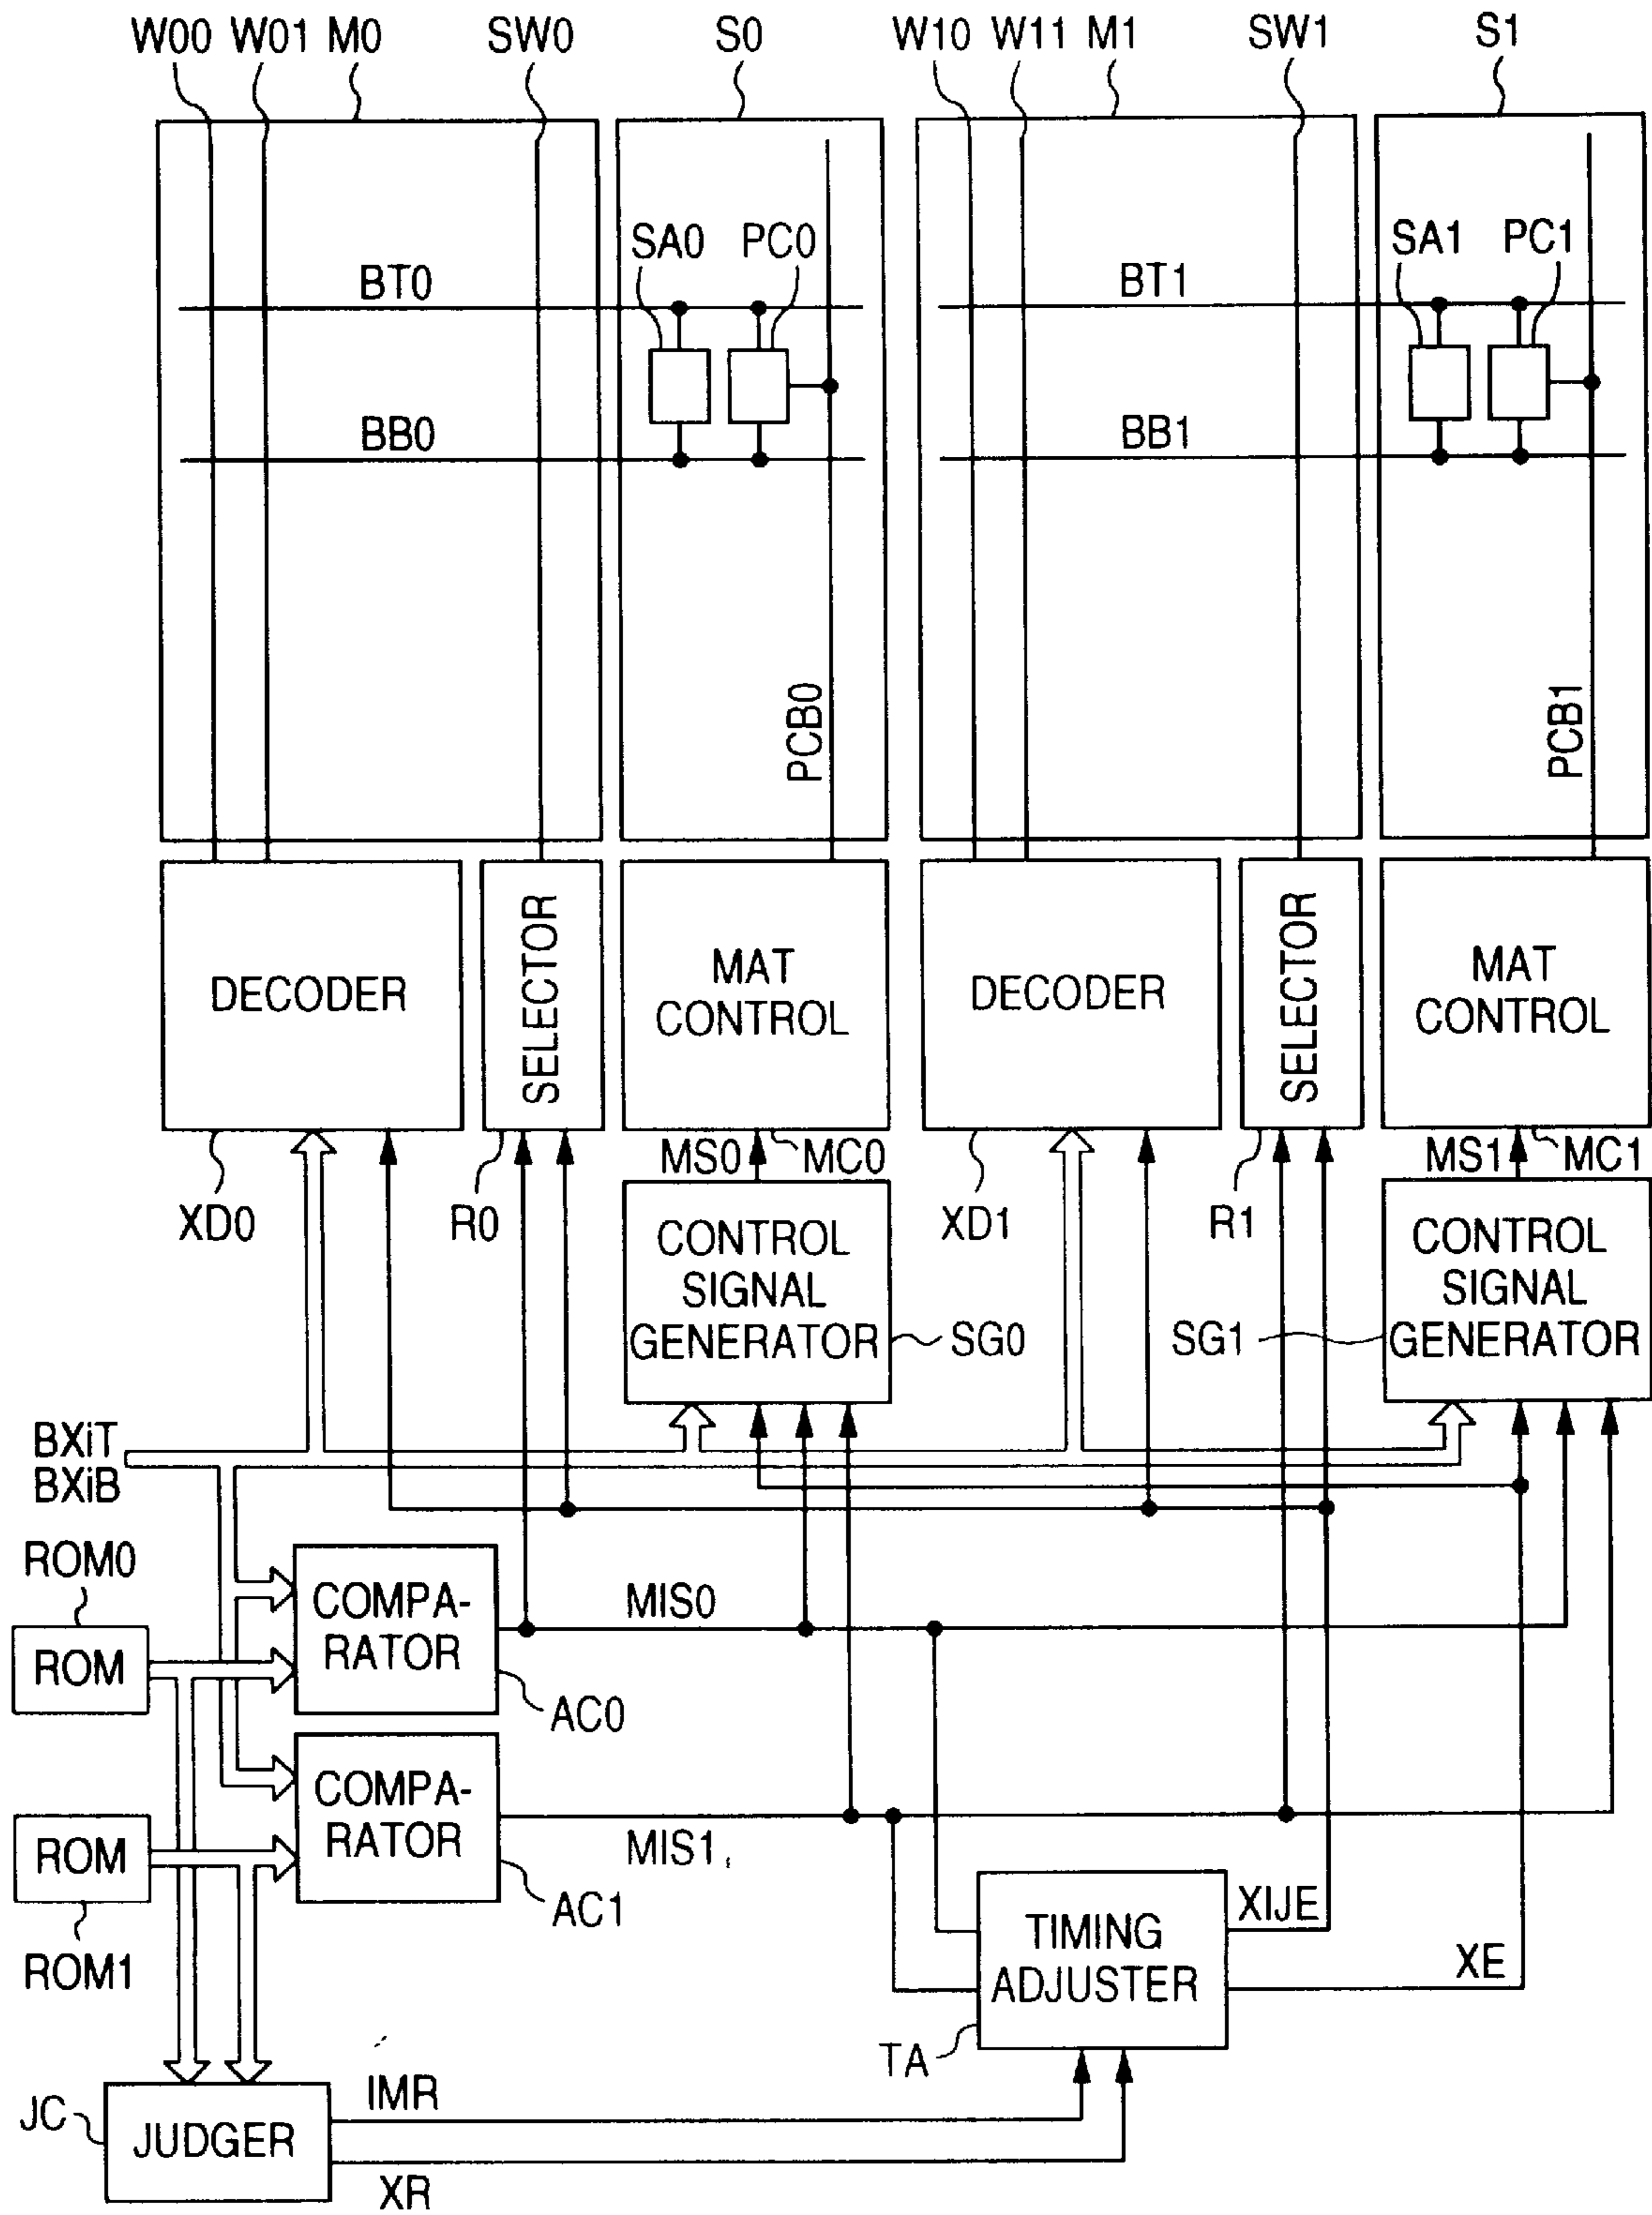 W00 W01 M0 SW0 S0 W10 W11 M1 SW1 S1
SA0 PC0 SA1 PC1
BT0 BT1
BB0 BB1
PCB0 PCB1
DECODER
SELECTOR
MAT
CONTROL
DECODER
SELECTOR
MAT
CONTROL
MS0 MC0 MS1 MC1
XD0 R0 XD1 R1
CONTROL
SIGNAL
GENERATOR
SG0
SG1
CONTROL
SIGNAL
GENERATOR
BXiT
BXiB
ROM0
ROM
COMPA-
RATOR
MIS0
AC0
ROM
COMPA-
RATOR
MIS1
AC1
ROM1
TIMING
ADJUSTER
XIJE
XE
TA
JC
JUDGER
IMR
XR